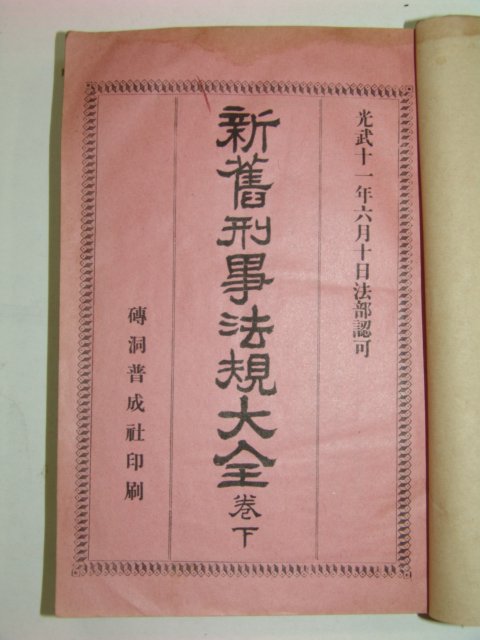 光武十一年六月十日法部認可
新舊刑事法規大全卷下
磚洞普成社印刷